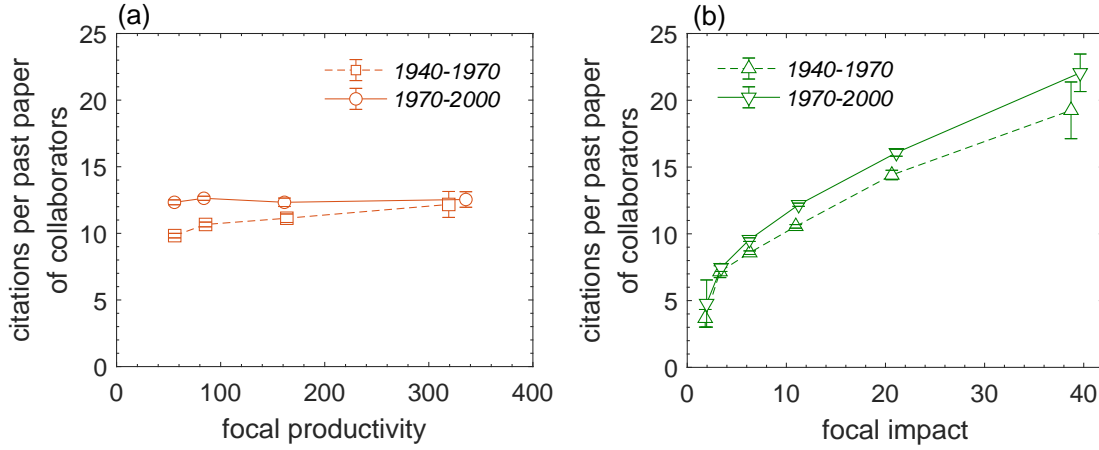 (a)
25
20
15
10
5
0
0 100 200 300 400
citations per past paper
of collaborators
focal productivity
1940-1970
1970-2000
(b)
25
20
15
10
5
0
0 10 20 30 40
citations per past paper
of collaborators
focal impact
1940-1970
1970-2000